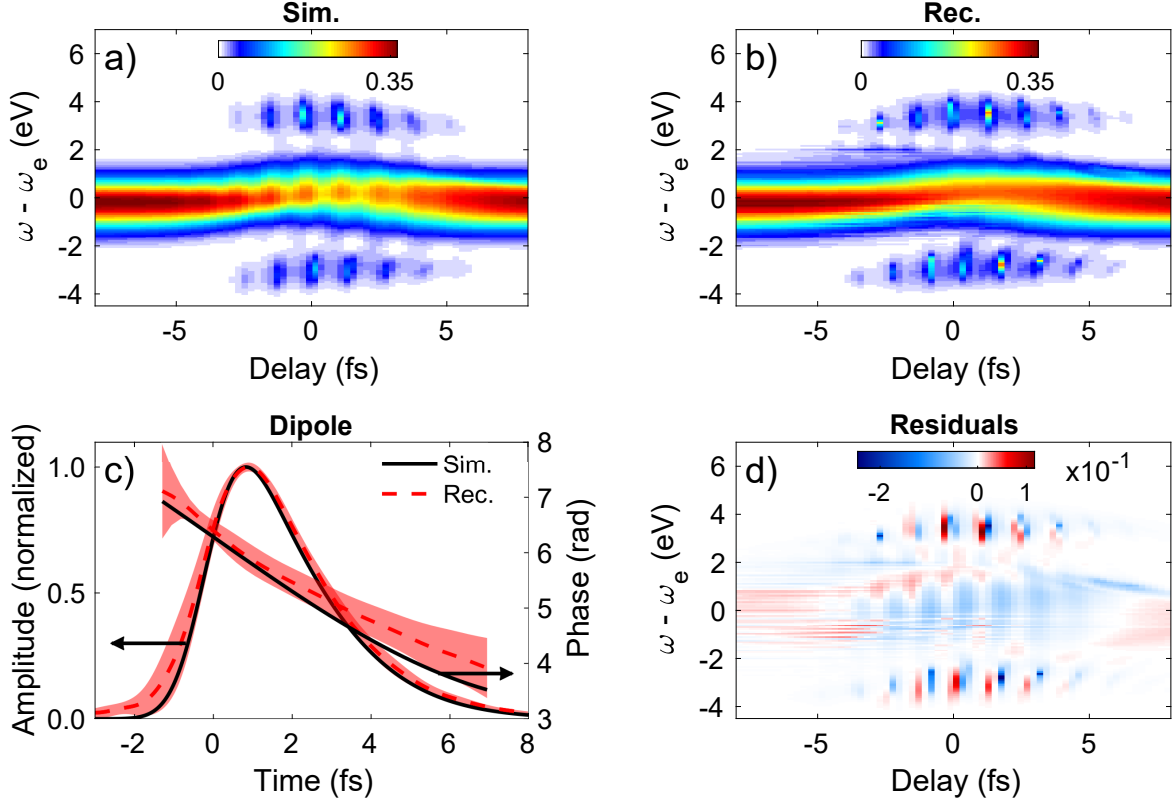 Sim.
a)
0 0.35
6
4
2
0
-2
-4
ω - ωe (eV)
-5 0 5
Delay (fs)
Rec.
b)
0 0.35
6
4
2
0
-2
-4
ω - ωe (eV)
-5 0 5
Delay (fs)
Dipole
c)
Sim.
Rec.
1.0
0.5
0.0
Amplitude (normalized)
8
7
6
5
4
3
Phase (rad)
-2 0 2 4 6 8
Time (fs)
Residuals
d)
-2 0 1
x10-1
6
4
2
0
-2
-4
ω - ωe (eV)
-5 0 5
Delay (fs)